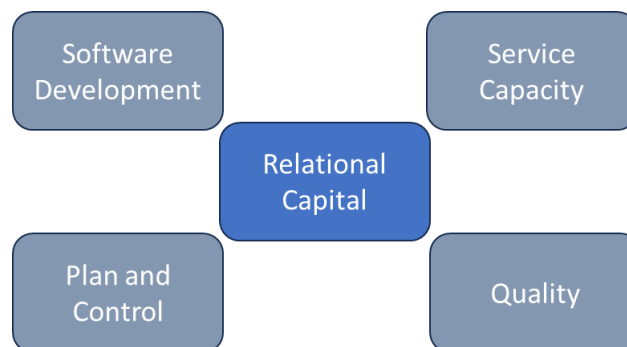 Software
Development
Service
Capacity
Relational
Capital
Plan and
Control
Quality